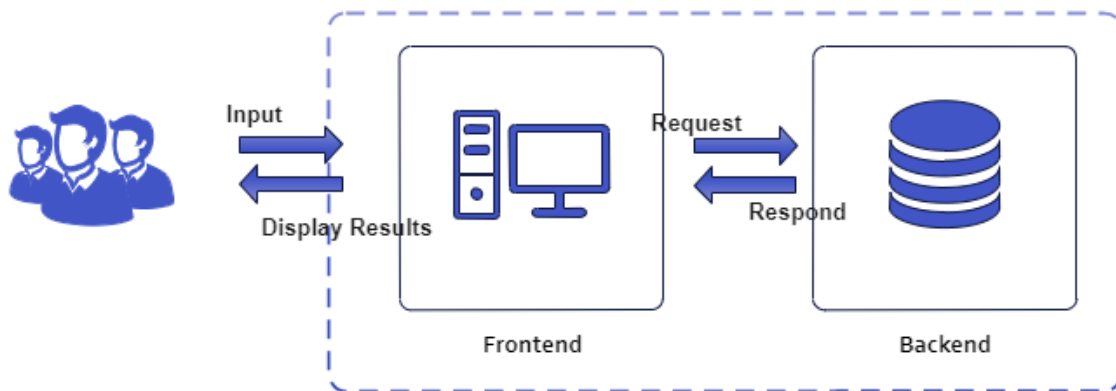 Input
Request
Display Results
Respond
Frontend
Backend